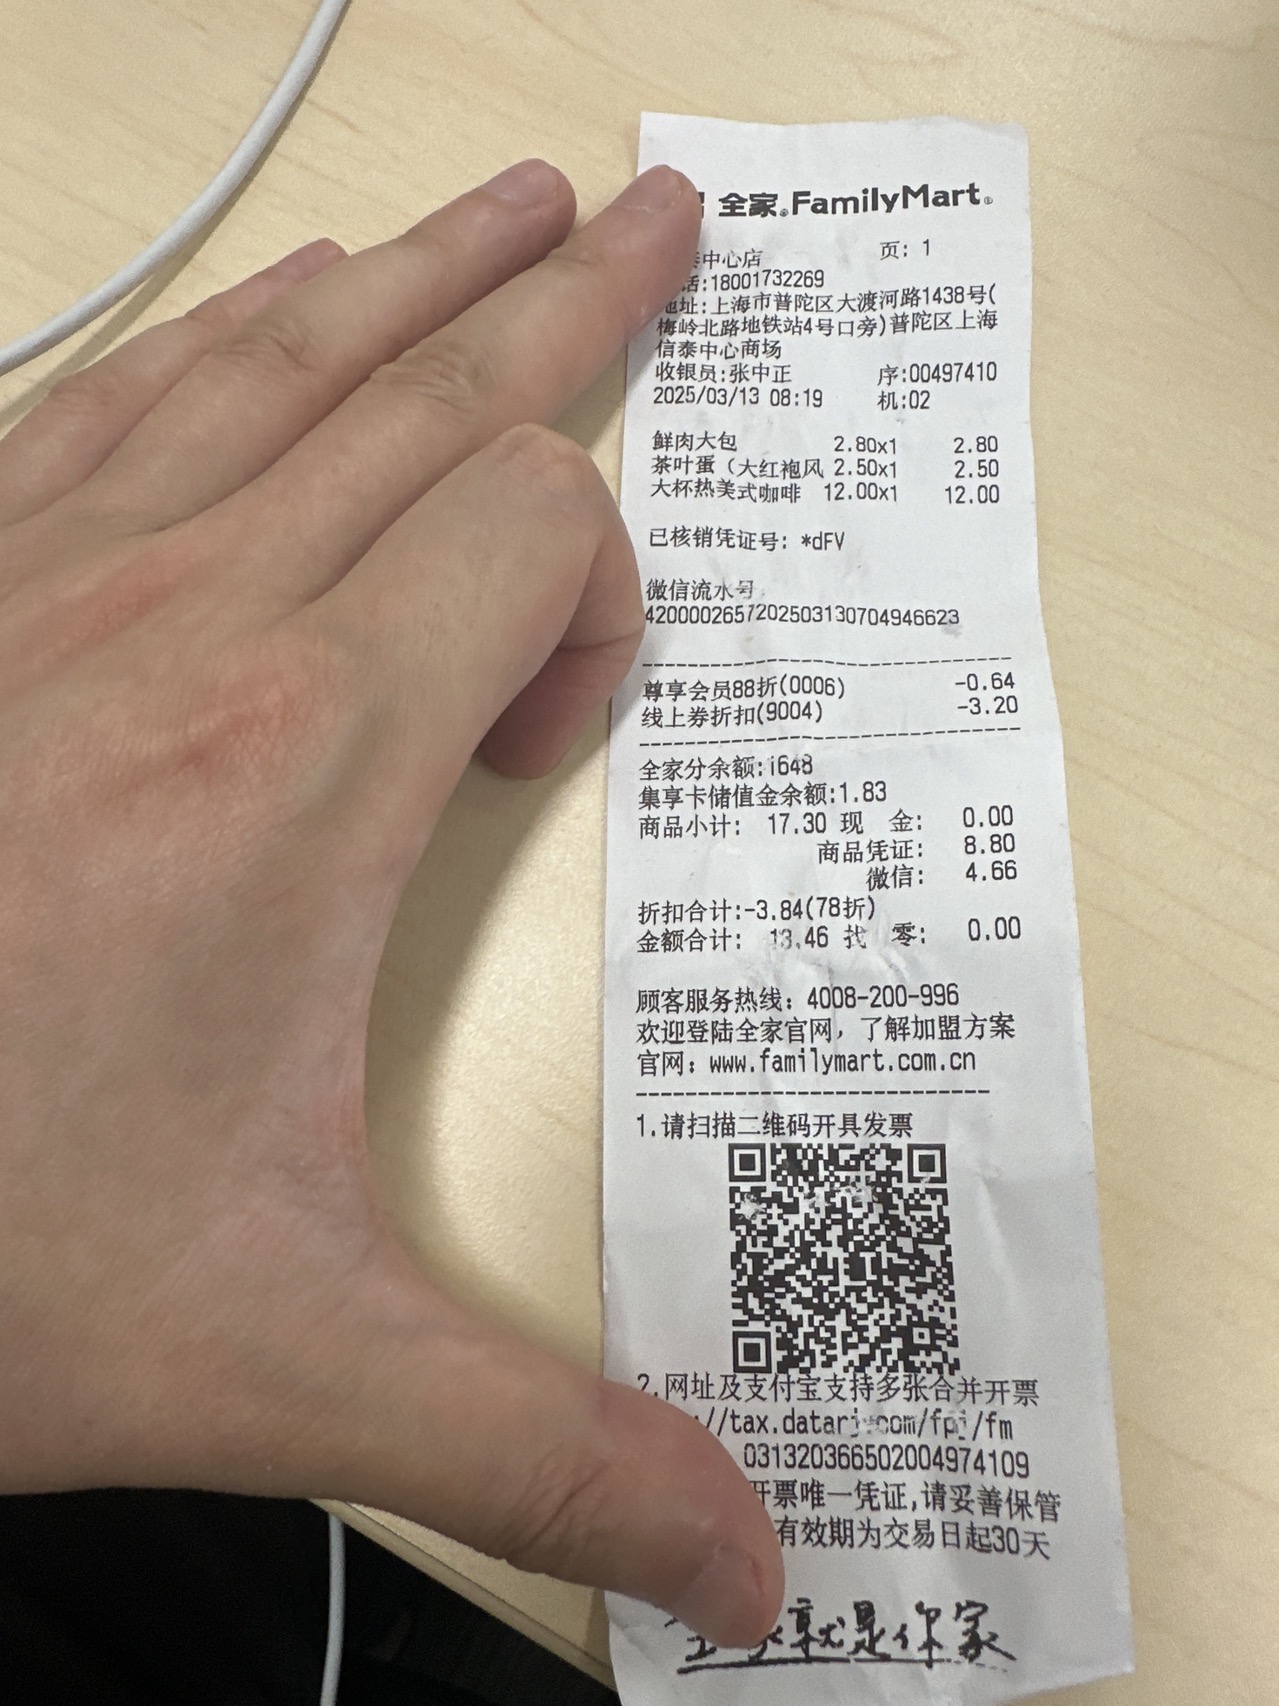 全家 FamilyMart
泰中心店 页: 1
话:18001732269
地址:上海市普陀区大渡河路1438号(
梅岭北路地铁站4号口旁)普陀区上海
信泰中心商场
收银员:张中正 序:00497410
2025/03/13 08:19 机:02
鲜肉大包 2.80x1 2.80
茶叶蛋（大红袍风 2.50x1 2.50
大杯热美式咖啡 12.00x1 12.00
已核销凭证号: *dFV
微信流水号
4200002657202503130704946623
尊享会员88折(0006) -0.64
线上券折扣(9004) -3.20
全家分余额:i648
集享卡储值金余额:1.83
商品小计: 17.30 现 金: 0.00
商品凭证: 8.80
微信: 4.66
折扣合计:-3.84(78折)
金额合计: 13.46 找 零: 0.00
顾客服务热线: 4008-200-996
欢迎登陆全家官网，了解加盟方案
官网: www.familymart.com.cn
1.请扫描二维码开具发票
2.网址及支付宝支持多张合并开票
//tax.datarj.com/fpj/fm
0313203665020049741​09
开票唯一凭证,请妥善保管
有效期为交易日起30天
全家就是你家